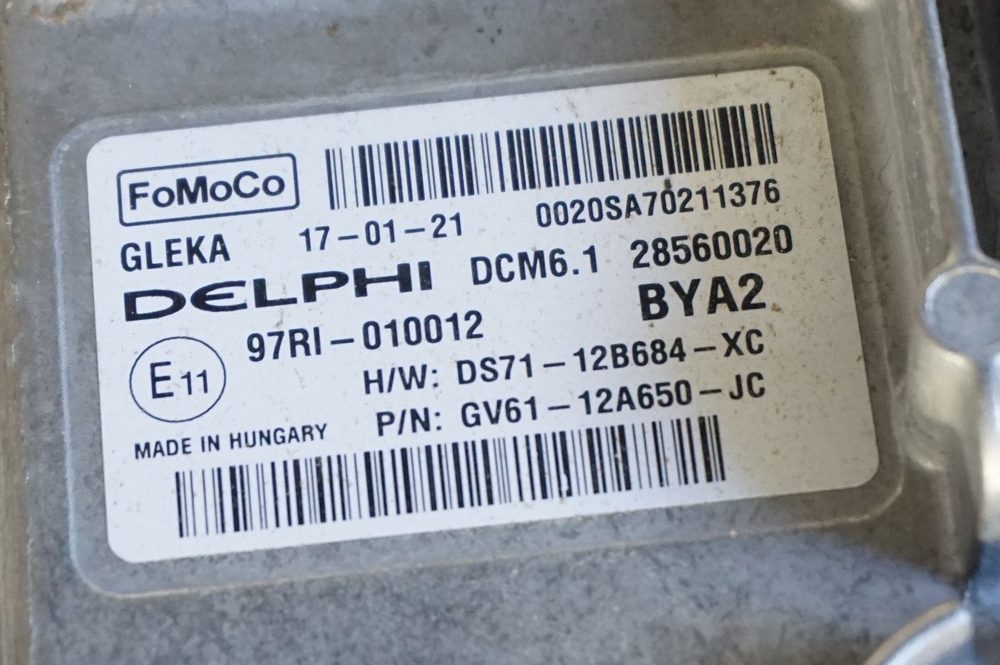 FoMoCo
0020SA70211376
GLEKA 17-01-21
DELPHI DCM6.1 28560020
97RI-010012 BYA2
E11 H/W: DS71-12B684-XC
P/N: GV61-12A650-JC
MADE IN HUNGARY